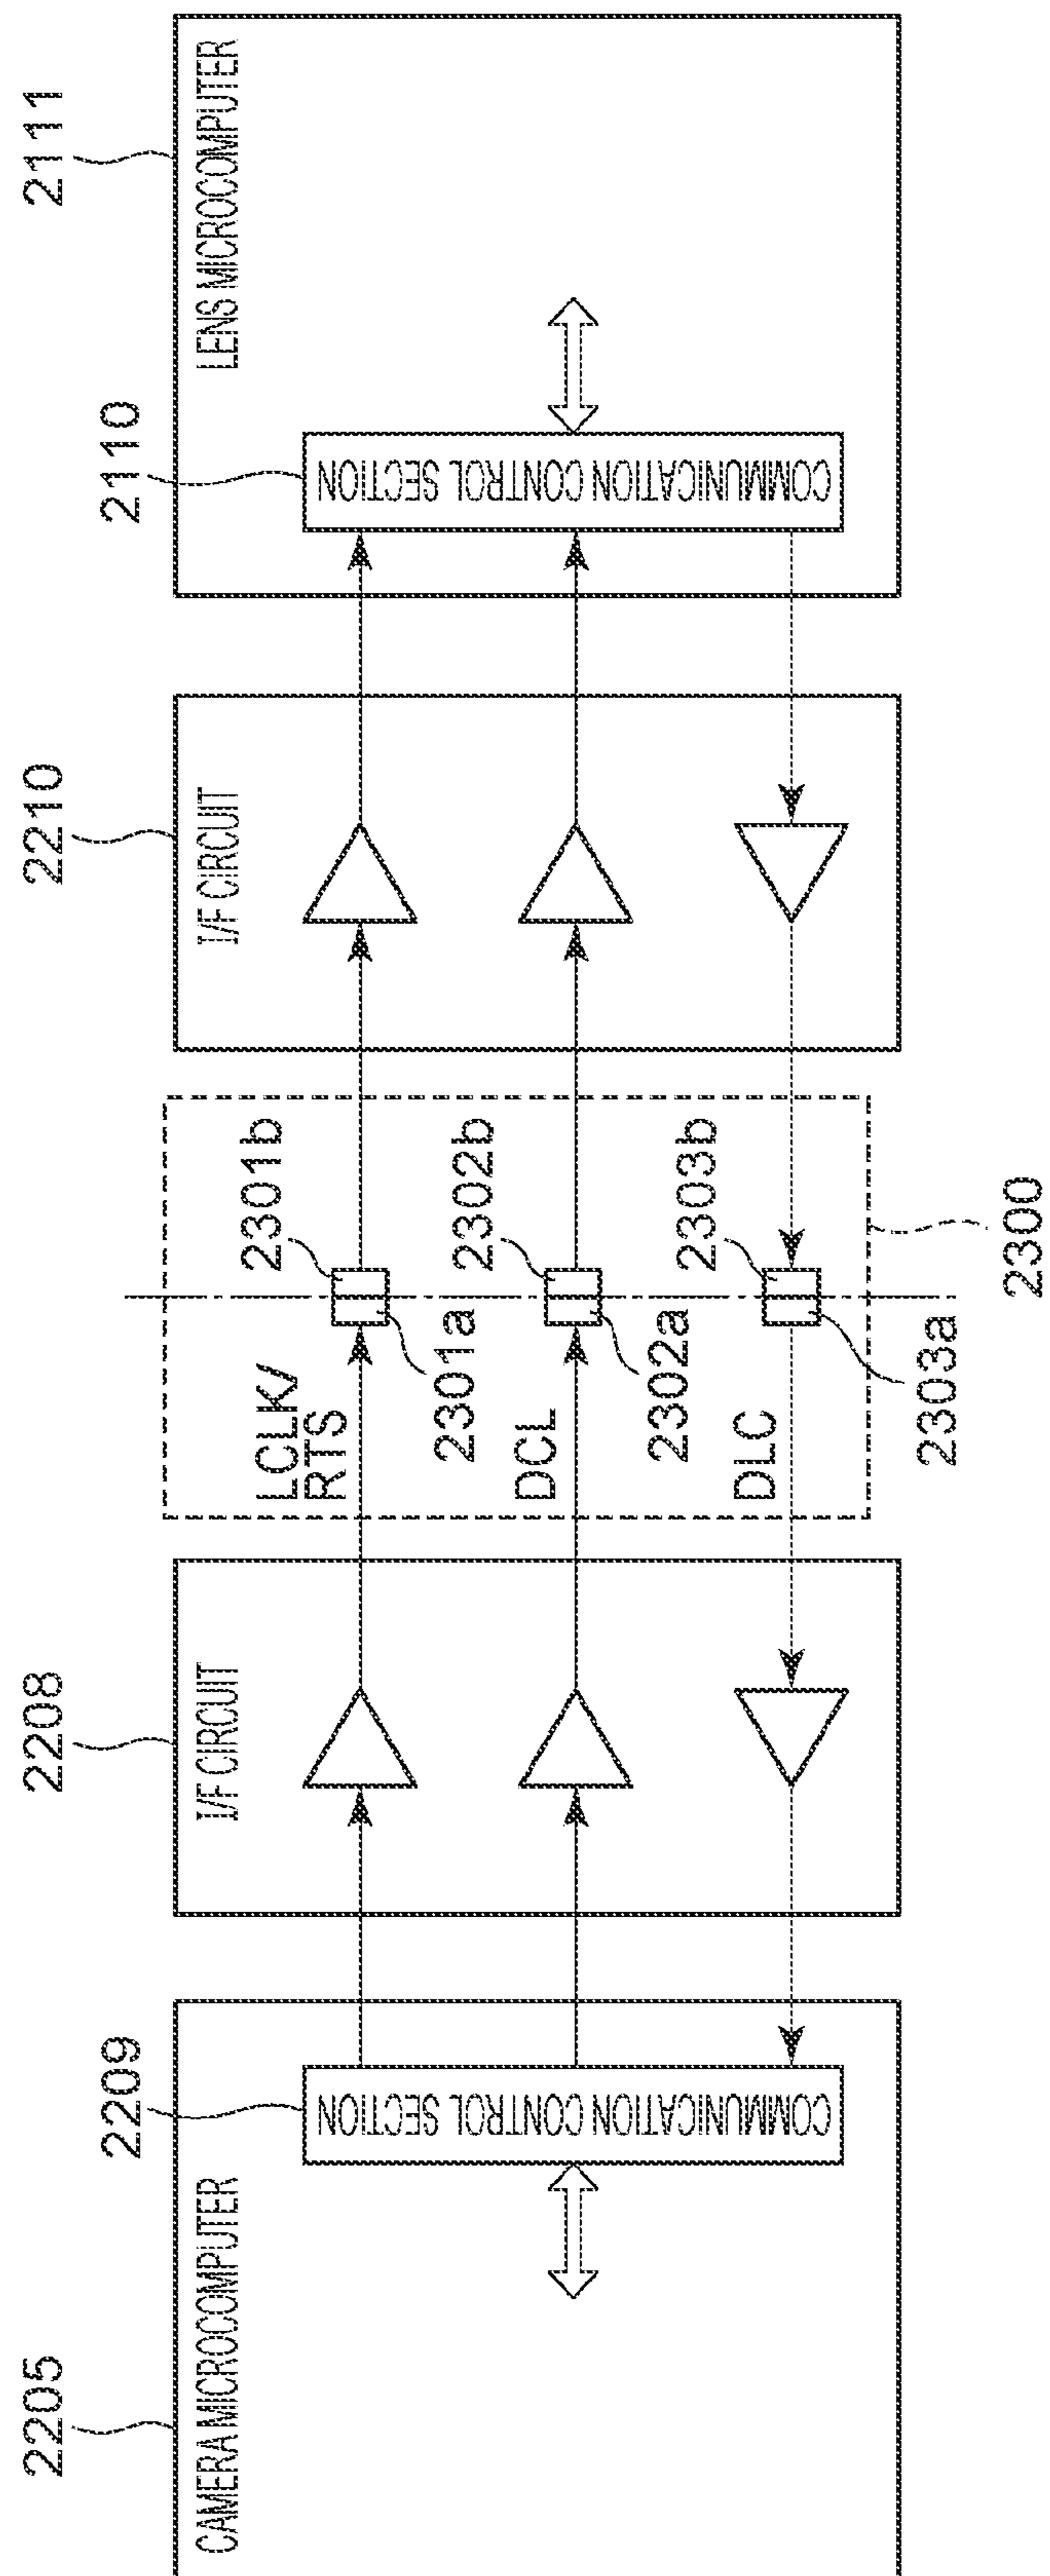 2205
CAMERA MICROCOMPUTER
2209
COMMUNICATION CONTROL SECTION
2208
I/F CIRCUIT
LCLK/
RTS
2301a
2301b
DCL
2302a
2302b
DLC
2303a
2303b
2300
2210
I/F CIRCUIT
2110
COMMUNICATION CONTROL SECTION
2111
LENS MICROCOMPUTER